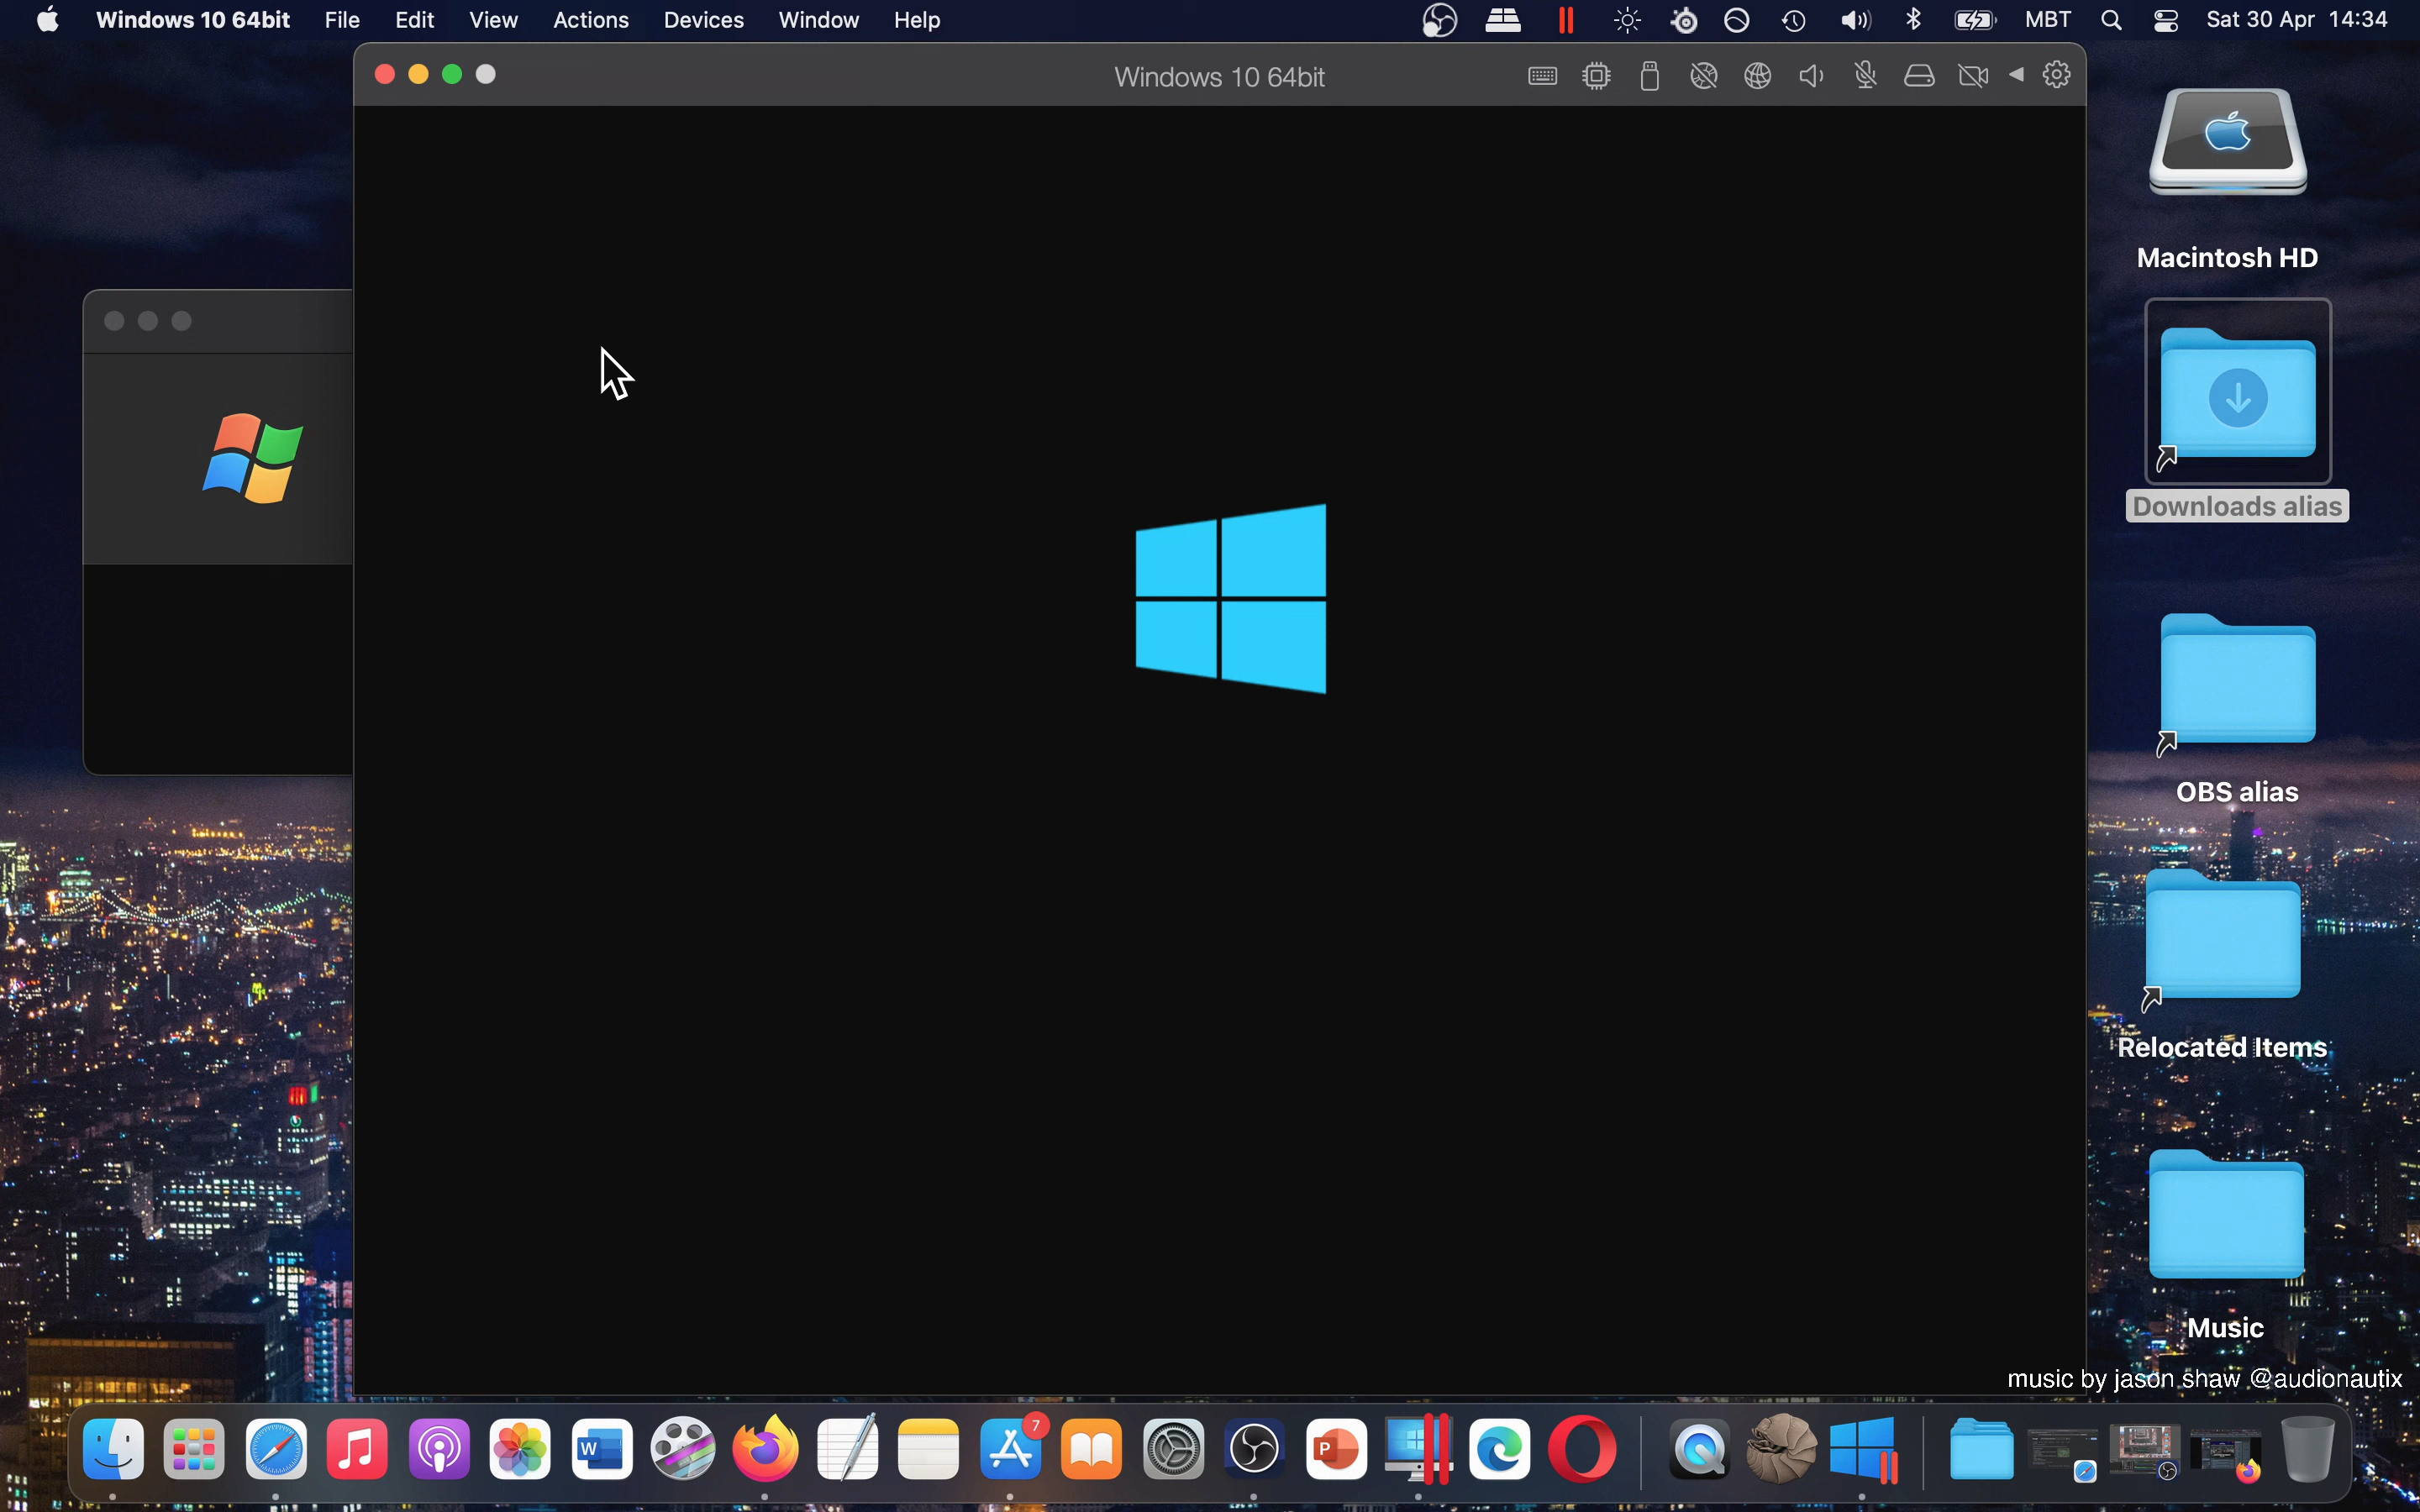 Windows 10 64bit File Edit View Actions Devices Window Help MBT Sat 30 Apr 14:34
Windows 10 64bit
Macintosh HD
Downloads alias
OBS alias
Relocated Items
Music
music by jason shaw @audionautix
7
W
P